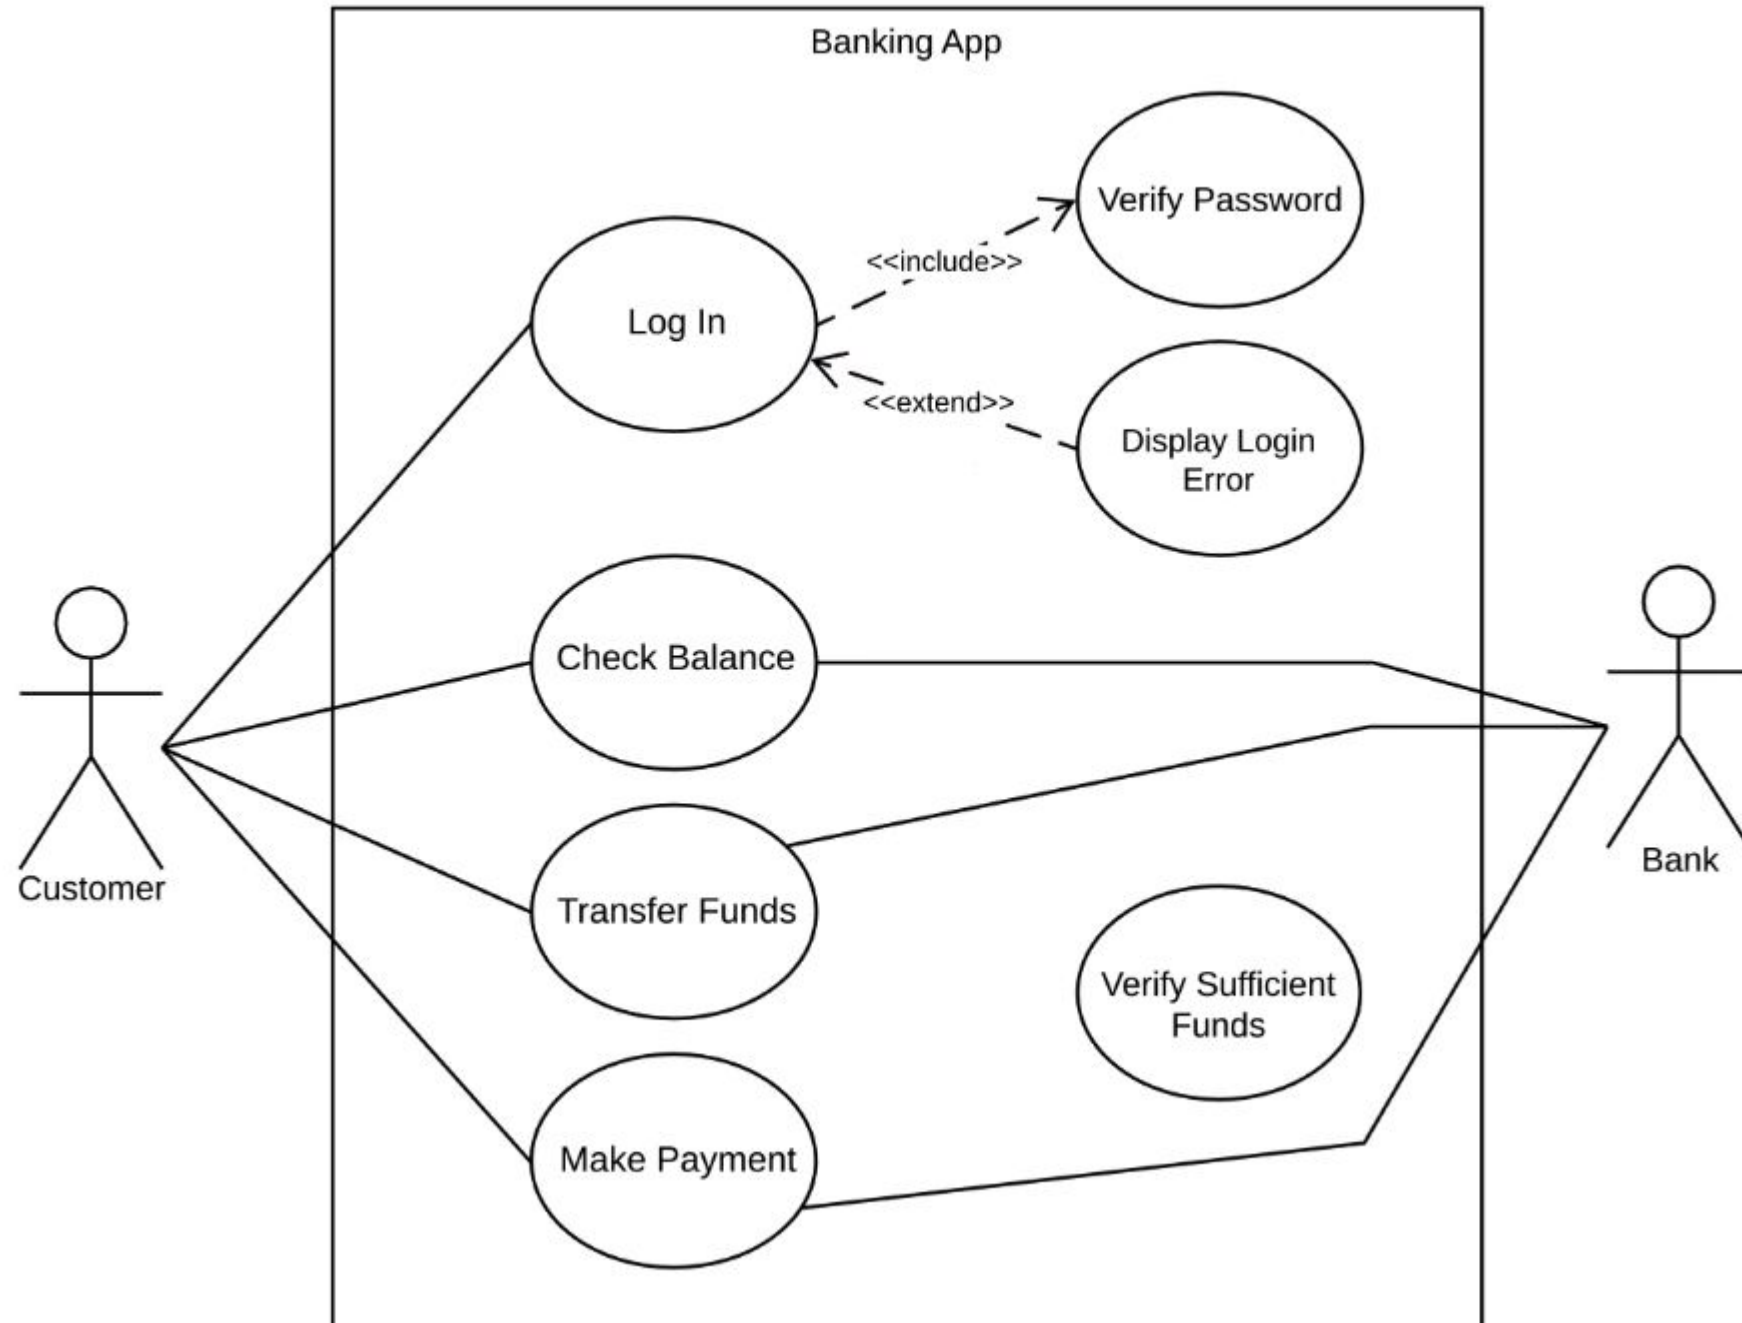 Banking App
Verify Password
<<include>>
Log In
<<extend>>
Display Login
Error
Check Balance
Customer
Bank
Transfer Funds
Verify Sufficient
Funds
Make Payment